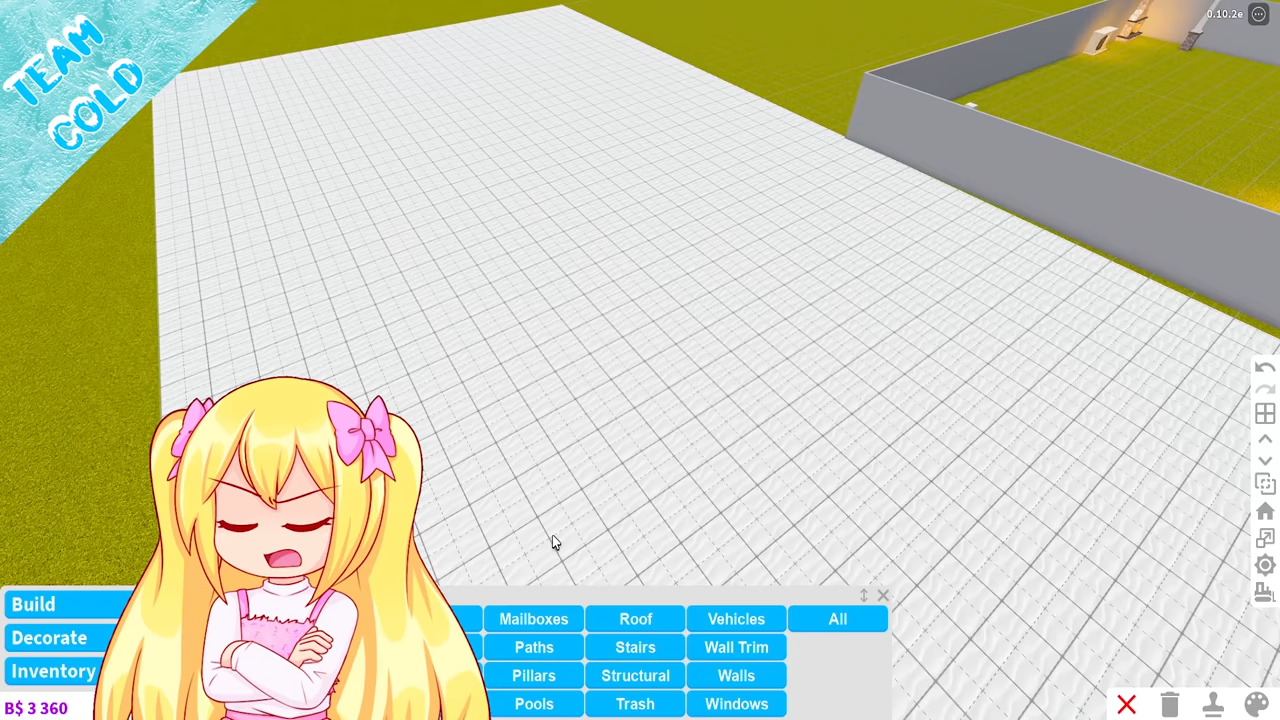 TEAM
COLD
0.10.2e
Build
Decorate
Inventory
B$ 3 360
Mailboxes
Roof
Vehicles
All
Paths
Stairs
Wall Trim
Pillars
Structural
Walls
Pools
Trash
Windows